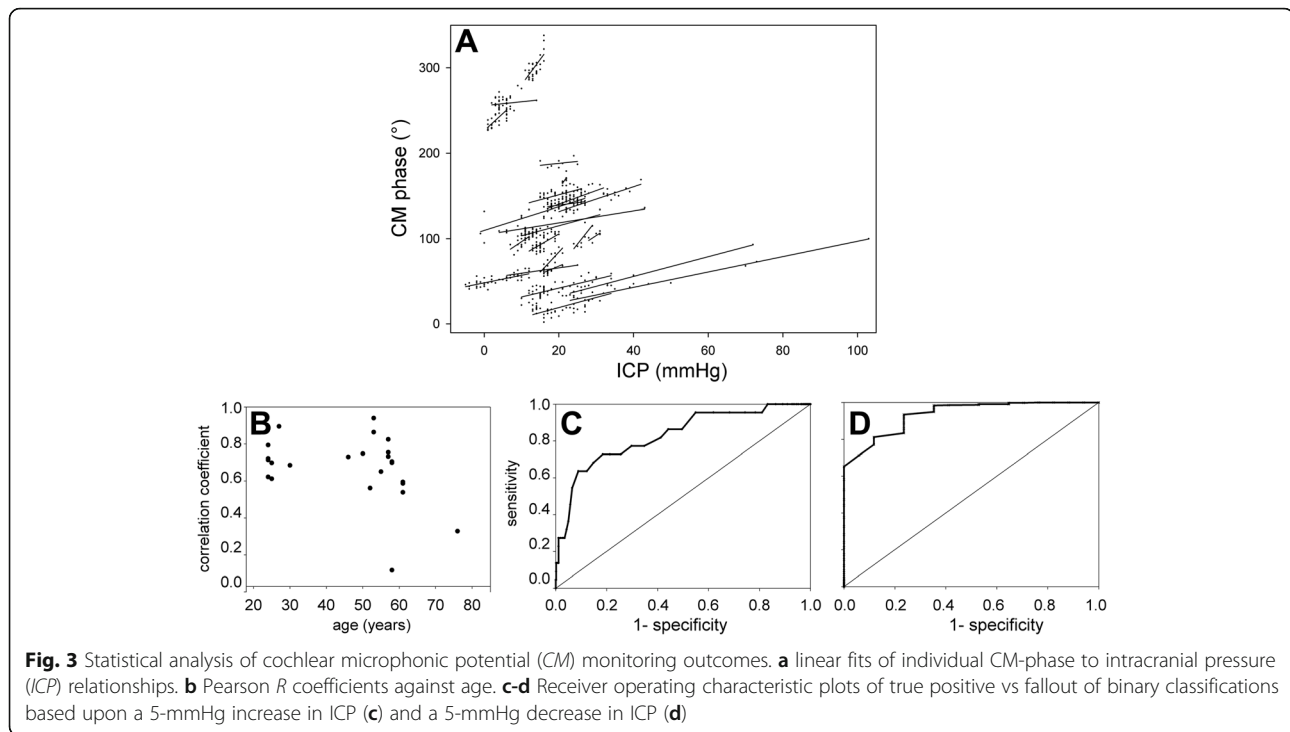 A
CM phase (°)
300
200
100
0
0 20 40 60 80 100
ICP (mmHg)
B
correlation coefficient
1.0
0.8
0.6
0.4
0.2
0.0
20 30 40 50 60 70 80
age (years)
C
sensitivity
1.0
0.8
0.6
0.4
0.2
0.0
0.0 0.2 0.4 0.6 0.8 1.0
1- specificity
D
0.0 0.2 0.4 0.6 0.8 1.0
1- specificity
Fig. 3 Statistical analysis of cochlear microphonic potential (CM) monitoring outcomes. a linear fits of individual CM-phase to intracranial pressure
(ICP) relationships. b Pearson R coefficients against age. c-d Receiver operating characteristic plots of true positive vs fallout of binary classifications
based upon a 5-mmHg increase in ICP (c) and a 5-mmHg decrease in ICP (d)